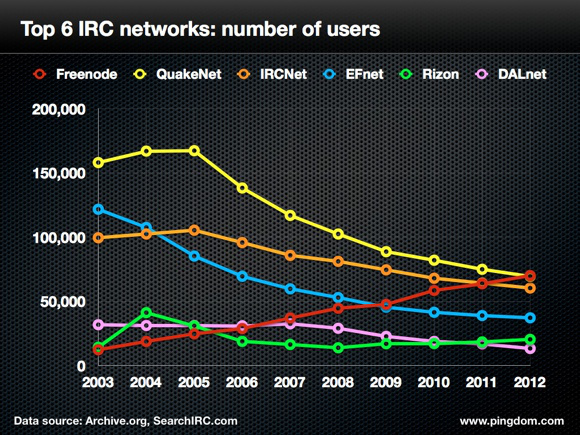 Top 6 IRC networks: number of users
Freenode QuakeNet IRCNet EFnet Rizon DALnet
200,000
150,000
100,000
50,000
0
2003 2004 2005 2006 2007 2008 2009 2010 2011 2012
Data source: Archive.org, SearchIRC.com www.pingdom.com